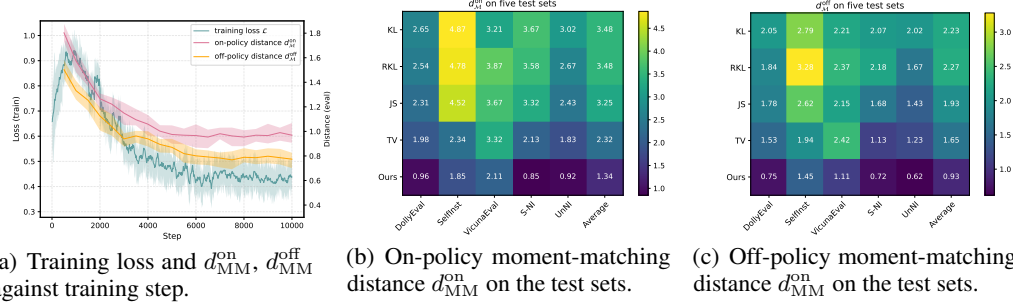 training loss ℒ
on-policy distance d_ℳ^on
off-policy distance d_ℳ^off
Loss (train)
1.0
0.9
0.8
0.7
0.6
0.5
0.4
0.3
1.8
1.6
1.4
1.2
1.0
0.8
0.6
0.4
Distance (eval)
0 2000 4000 6000 8000 10000
Step
a) Training loss and d_MM^on, d_MM^off
against training step.
d_ℳ^on on five test sets
KL 2.65 4.87 3.21 3.67 3.02 3.48
RKL 2.54 4.78 3.87 3.58 2.67 3.48
JS 2.31 4.52 3.67 3.32 2.43 3.25
TV 1.98 2.34 3.32 2.13 1.83 2.32
Ours 0.96 1.85 2.11 0.85 0.92 1.34
DollyEval SelfInst VicunaEval S-NI UnNI Average
4.5
4.0
3.5
3.0
2.5
2.0
1.5
1.0
(b) On-policy moment-matching
distance d_MM^on on the test sets.
d_ℳ^off on five test sets
KL 2.05 2.79 2.21 2.07 2.02 2.23
RKL 1.84 3.28 2.37 2.18 1.67 2.27
JS 1.78 2.62 2.15 1.68 1.43 1.93
TV 1.53 1.94 2.42 1.13 1.23 1.65
Ours 0.75 1.45 1.11 0.72 0.62 0.93
DollyEval SelfInst VicunaEval S-NI UnNI Average
3.0
2.5
2.0
1.5
1.0
(c) Off-policy moment-matching
distance d_MM^on on the test sets.